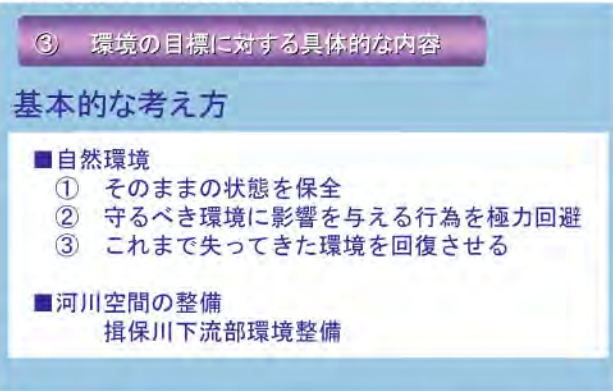 ③ 環境の目標に対する具体的な内容
基本的な考え方
■自然環境
① そのままの状態を保全
② 守るべき環境に影響を与える行為を極力回避
③ これまで失ってきた環境を回復させる
■河川空間の整備
揖保川下流部環境整備